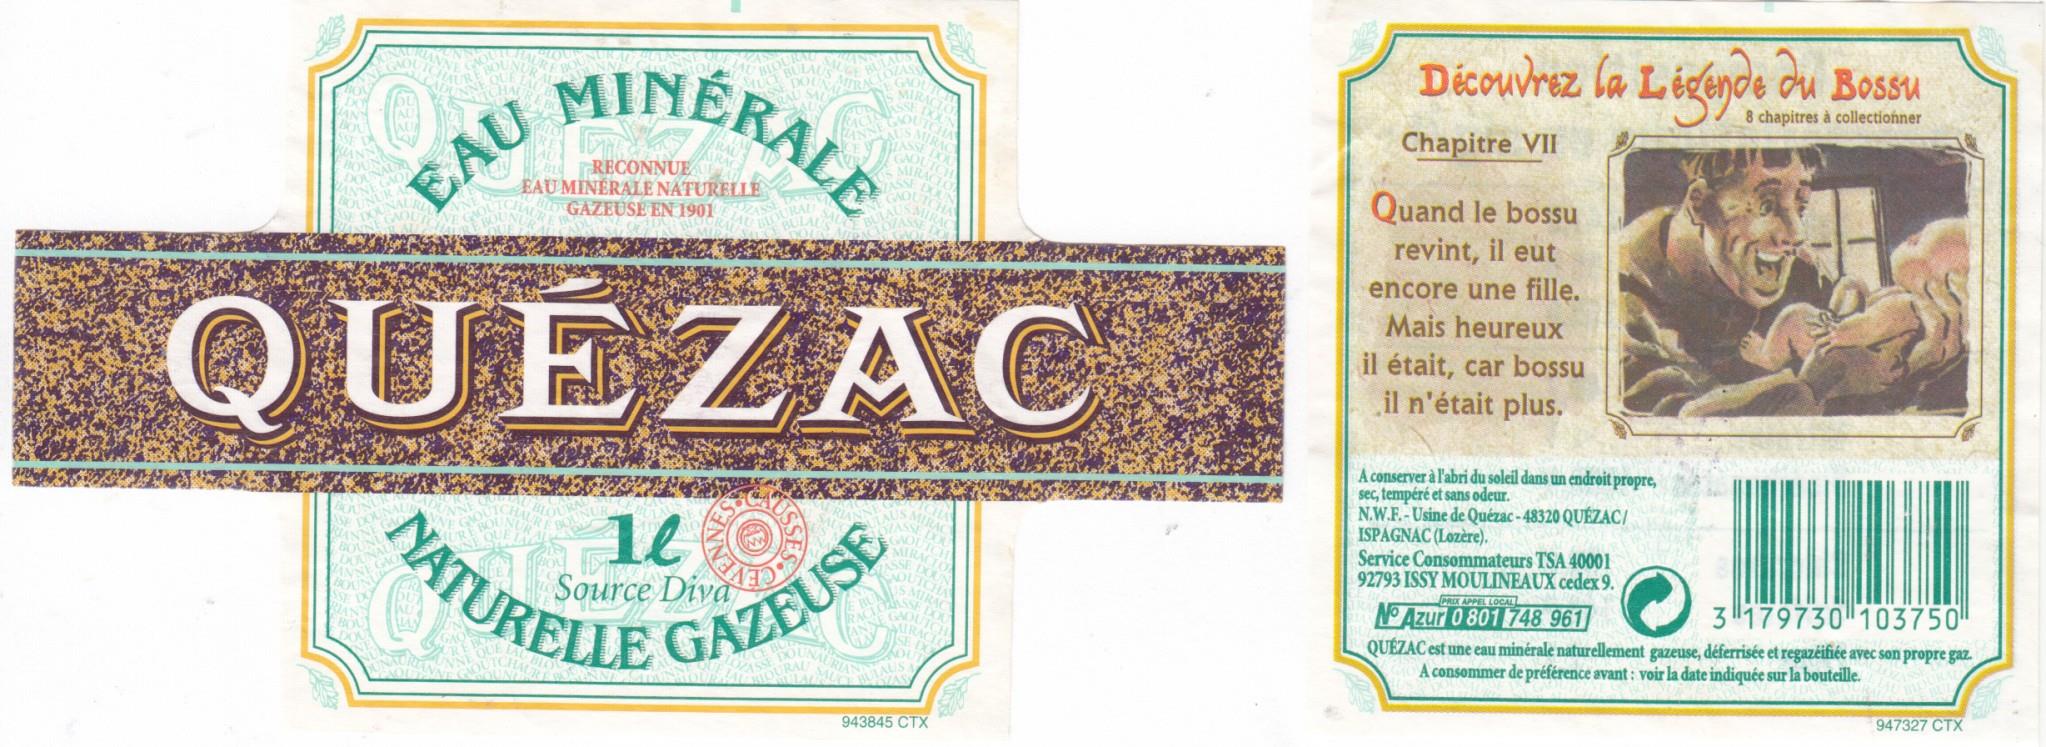 EAU MINÉRALE
RECONNUE
EAU MINÉRALE NATURELLE
GAZEUSE EN 1901
QUÉZAC
1ℓ
Source Diva
CAUSSES • CÉVENNES •
NATURELLE GAZEUSE
943845 CTX
Découvrez la Légende du Bossu
8 chapitres à collectionner
Chapitre VII
Quand le bossu
revint, il eut
encore une fille.
Mais heureux
il était, car bossu
il n'était plus.
A conserver à l'abri du soleil dans un endroit propre,
sec, tempéré et sans odeur.
N.W.F. - Usine de Quézac - 48320 QUÉZAC/
ISPAGNAC (Lozère).
Service Consommateurs TSA 40001
92793 ISSY MOULINEAUX cedex 9.
PRIX APPEL LOCAL
N° Azur 0 801 748 961
3 179730 103750
QUÉZAC est une eau minérale naturellement gazeuse, déferrisée et regazéifiée avec son propre gaz.
A consommer de préférence avant : voir la date indiquée sur la bouteille.
947327 CTX